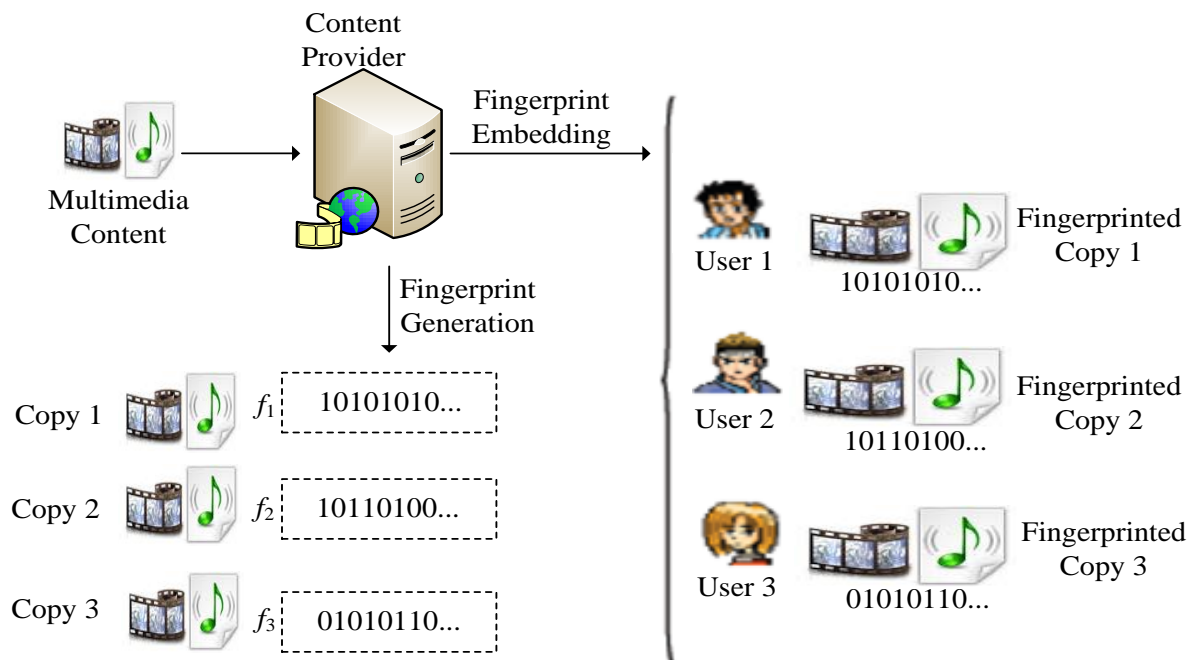 Content
Provider
Fingerprint
Embedding
Multimedia
Content
Fingerprint
Generation
Copy 1
f1
10101010...
Copy 2
f2
10110100...
Copy 3
f3
01010110...
User 1
10101010...
Fingerprinted
Copy 1
User 2
10110100...
Fingerprinted
Copy 2
User 3
01010110...
Fingerprinted
Copy 3